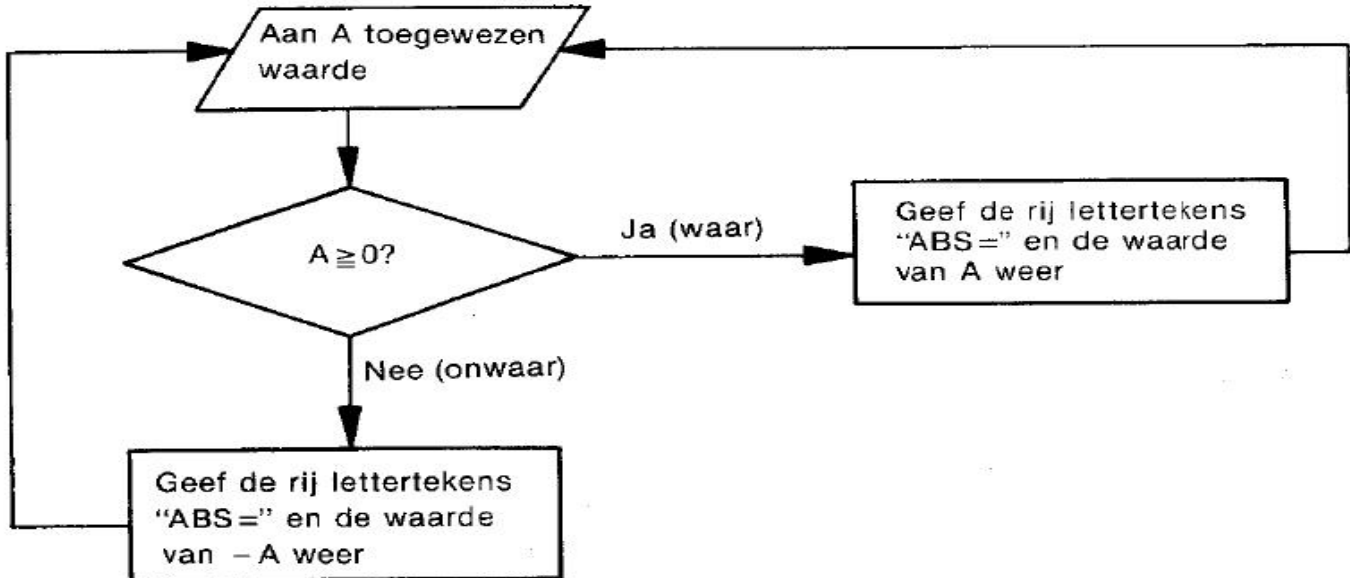 Aan A toegewezen
waarde
A ≧ 0?
Ja (waar)
Geef de rij lettertekens
“ABS=” en de waarde
van A weer
Nee (onwaar)
Geef de rij lettertekens
“ABS=” en de waarde
van – A weer